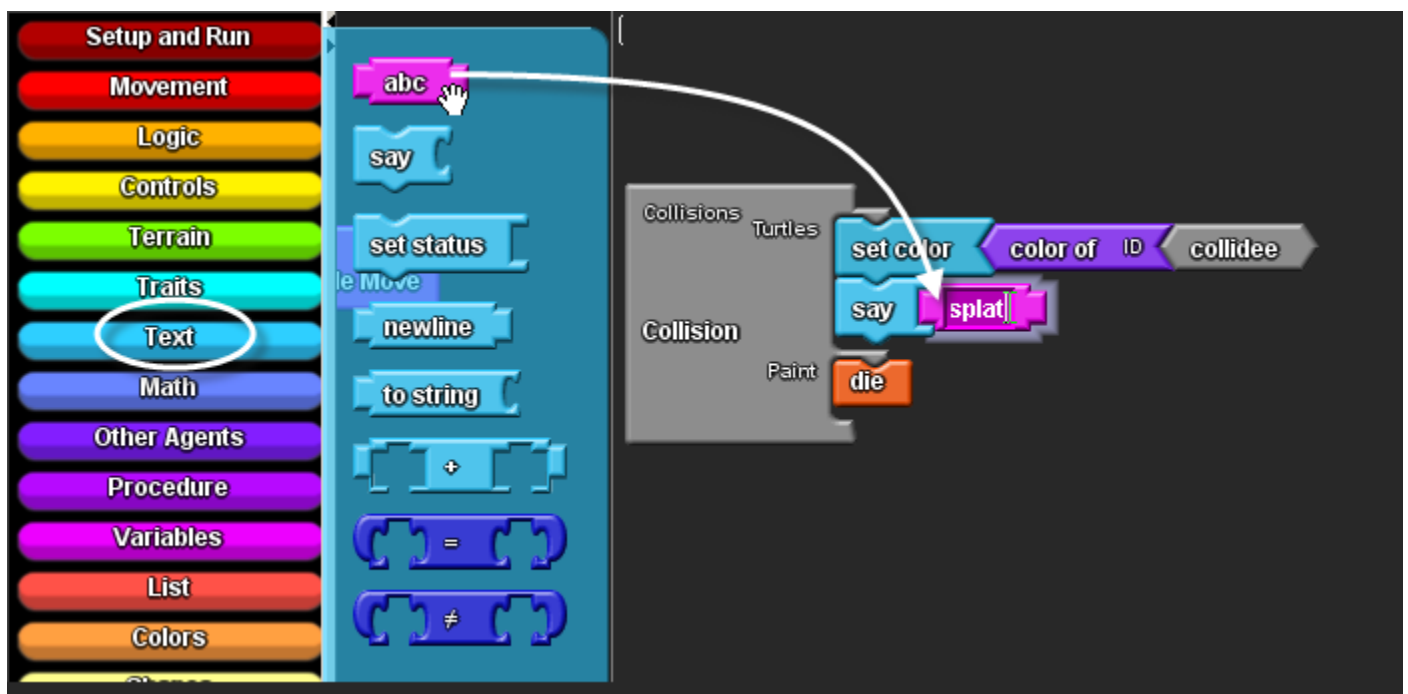 Setup and Run
Movement
Logic
Controls
Terrain
Traits
Text
Math
Other Agents
Procedure
Variables
List
Colors
abc
say
set status
le Move
newline
to string
+
=
≠
Collisions
Turtles
set color color of ID collidee
say splat
Collision
Paint
die